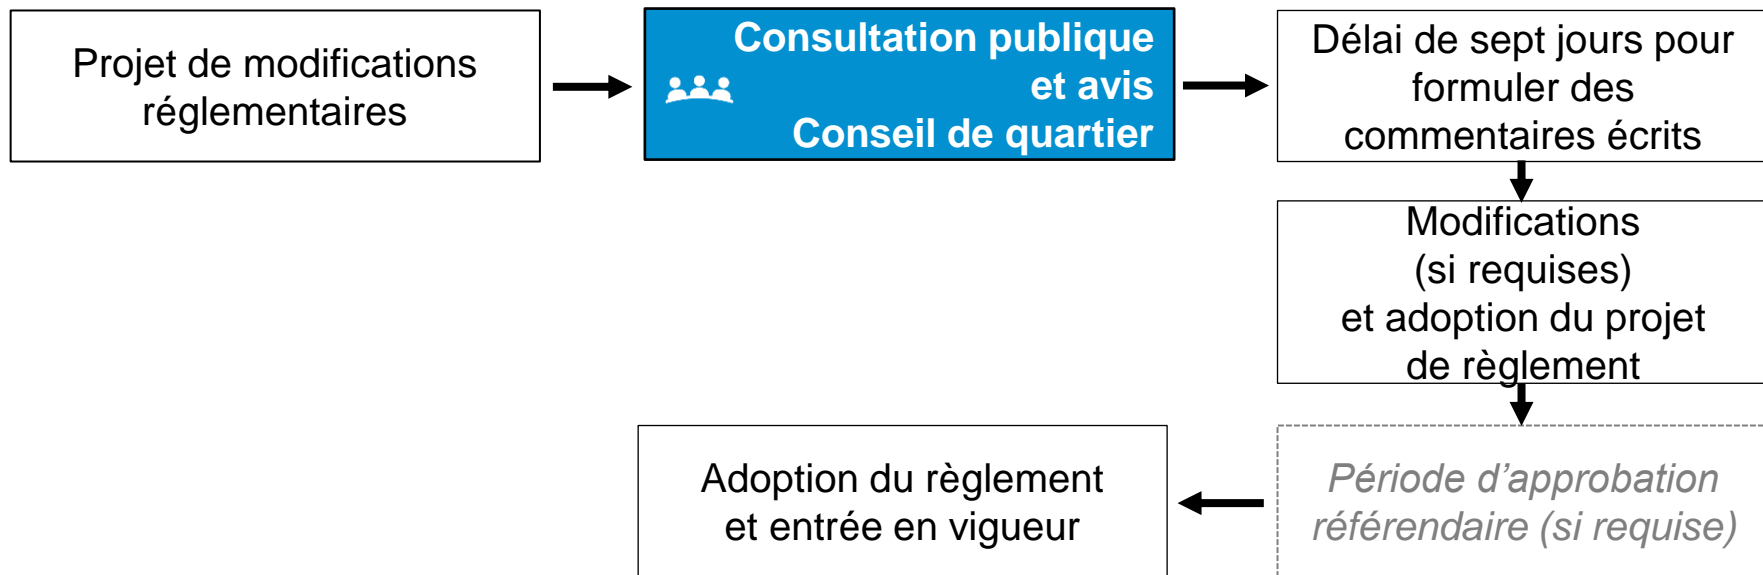 Projet de modifications
réglementaires
Consultation publique
et avis
Conseil de quartier
Délai de sept jours pour
formuler des
commentaires écrits
Modifications
(si requises)
et adoption du projet
de règlement
Période d'approbation
référendaire (si requise)
Adoption du règlement
et entrée en vigueur